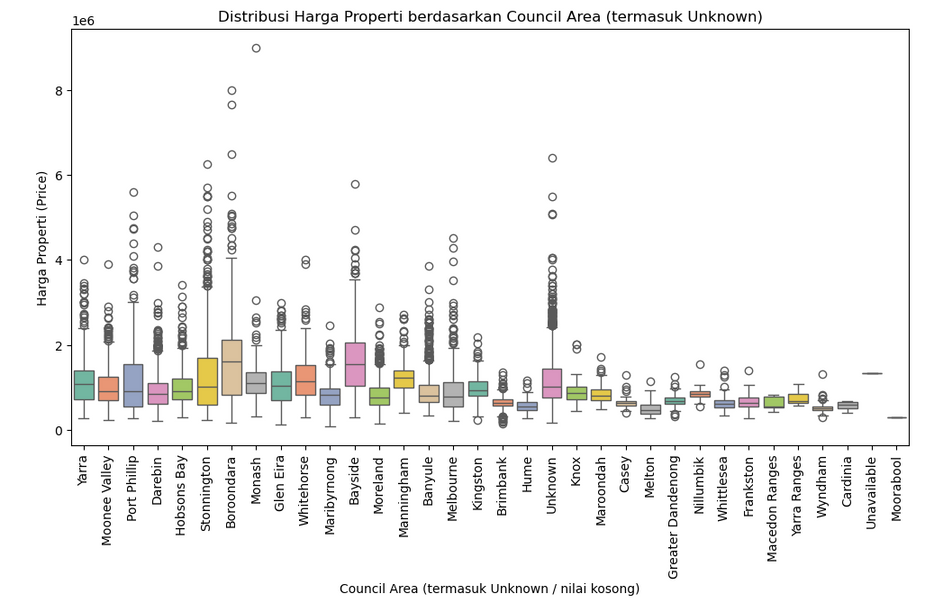 Distribusi Harga Properti berdasarkan Council Area (termasuk Unknown)
1e6
Harga Properti (Price)
8
6
4
2
0
Yarra
Moonee Valley
Port Phillip
Darebin
Hobsons Bay
Stonnington
Boroondara
Monash
Glen Eira
Whitehorse
Maribyrnong
Bayside
Moreland
Manningham
Banyule
Melbourne
Kingston
Brimbank
Hume
Unknown
Knox
Maroondah
Casey
Melton
Greater Dandenong
Nillumbik
Whittlesea
Frankston
Macedon Ranges
Yarra Ranges
Wyndham
Cardinia
Unavailable
Moorabool
Council Area (termasuk Unknown / nilai kosong)